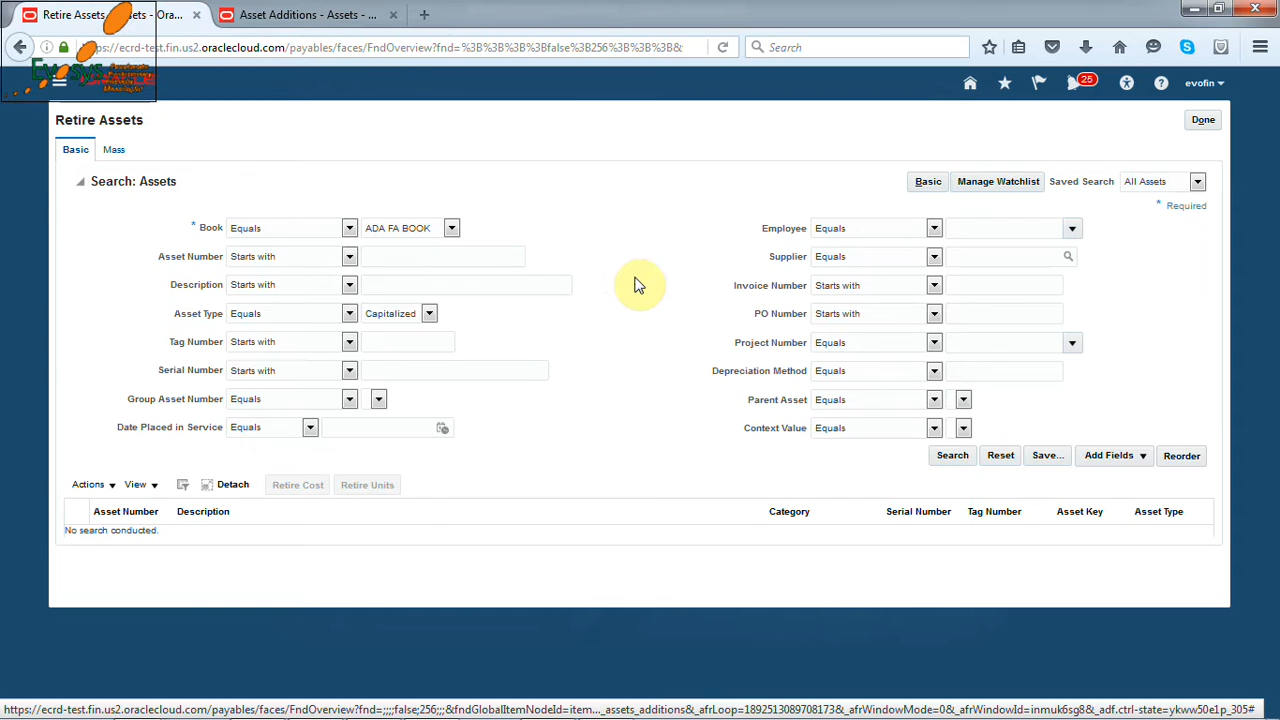 Retire Assets - Assets - Ora... × Asset Additions - Assets - ... × +
https://ecrd-test.fin.us2.oraclecloud.com/payables/faces/FndOverview?fnd=%3B%3B%3B%3Bfalse%3B256%3B%3B%3B& Search
Evosys 25 evofin
Retire Assets Done
Basic Mass
Search: Assets Basic Manage Watchlist Saved Search All Assets
* Required
* Book Equals ADA FA BOOK Employee Equals
Asset Number Starts with Supplier Equals
Description Starts with Invoice Number Starts with
Asset Type Equals Capitalized PO Number Starts with
Tag Number Starts with Project Number Equals
Serial Number Starts with Depreciation Method Equals
Group Asset Number Equals Parent Asset Equals
Date Placed in Service Equals Context Value Equals
Search Reset Save... Add Fields Reorder
Actions View Detach Retire Cost Retire Units
Asset Number Description Category Serial Number Tag Number Asset Key Asset Type
No search conducted.
https://ecrd-test.fin.us2.oraclecloud.com/payables/faces/FndOverview?fnd=;;;;false;256;;;&fndGlobalItemNodeId=item..._assets_additions&_afrLoop=18925130897081​73&_afrWindowMode=0&_afrWindowId=inmuk6sg8&_adf.ctrl-state=ykww50e1p_305#